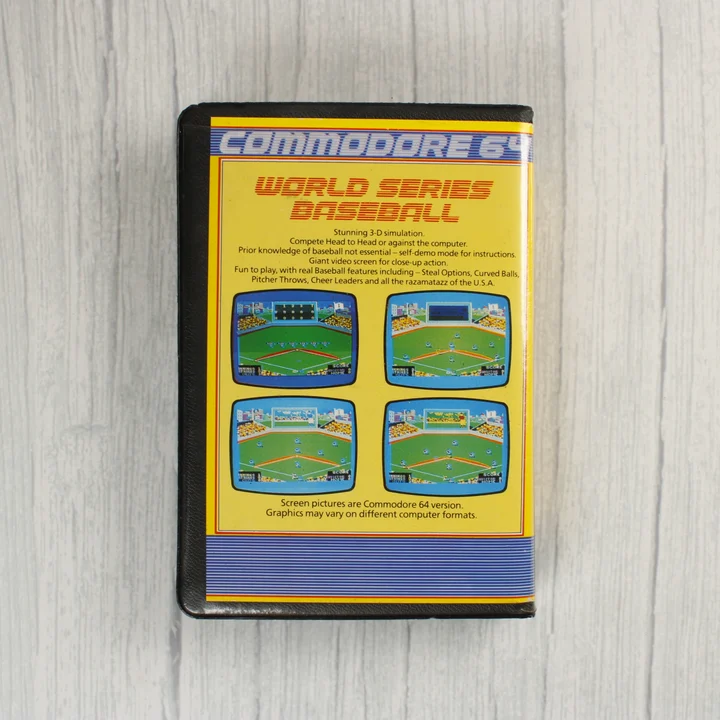 COMMODORE 64
WORLD SERIES
BASEBALL
Stunning 3-D simulation.
Compete Head to Head or against the computer.
Prior knowledge of baseball not essential – self-demo mode for instructions.
Giant video screen for close-up action.
Fun to play, with real Baseball features including – Steal Options, Curved Balls,
Pitcher Throws, Cheer Leaders and all the razamatazz of the U.S.A.
Screen pictures are Commodore 64 version.
Graphics may vary on different computer formats.